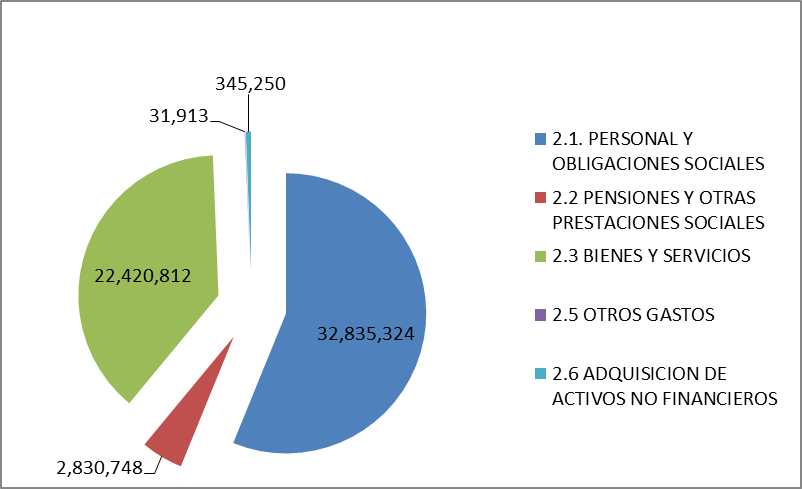 345,250
31,913
22,420,812
32,835,324
2,830,748
2.1. PERSONAL Y
OBLIGACIONES SOCIALES
2.2 PENSIONES Y OTRAS
PRESTACIONES SOCIALES
2.3 BIENES Y SERVICIOS
2.5 OTROS GASTOS
2.6 ADQUISICION DE
ACTIVOS NO FINANCIEROS